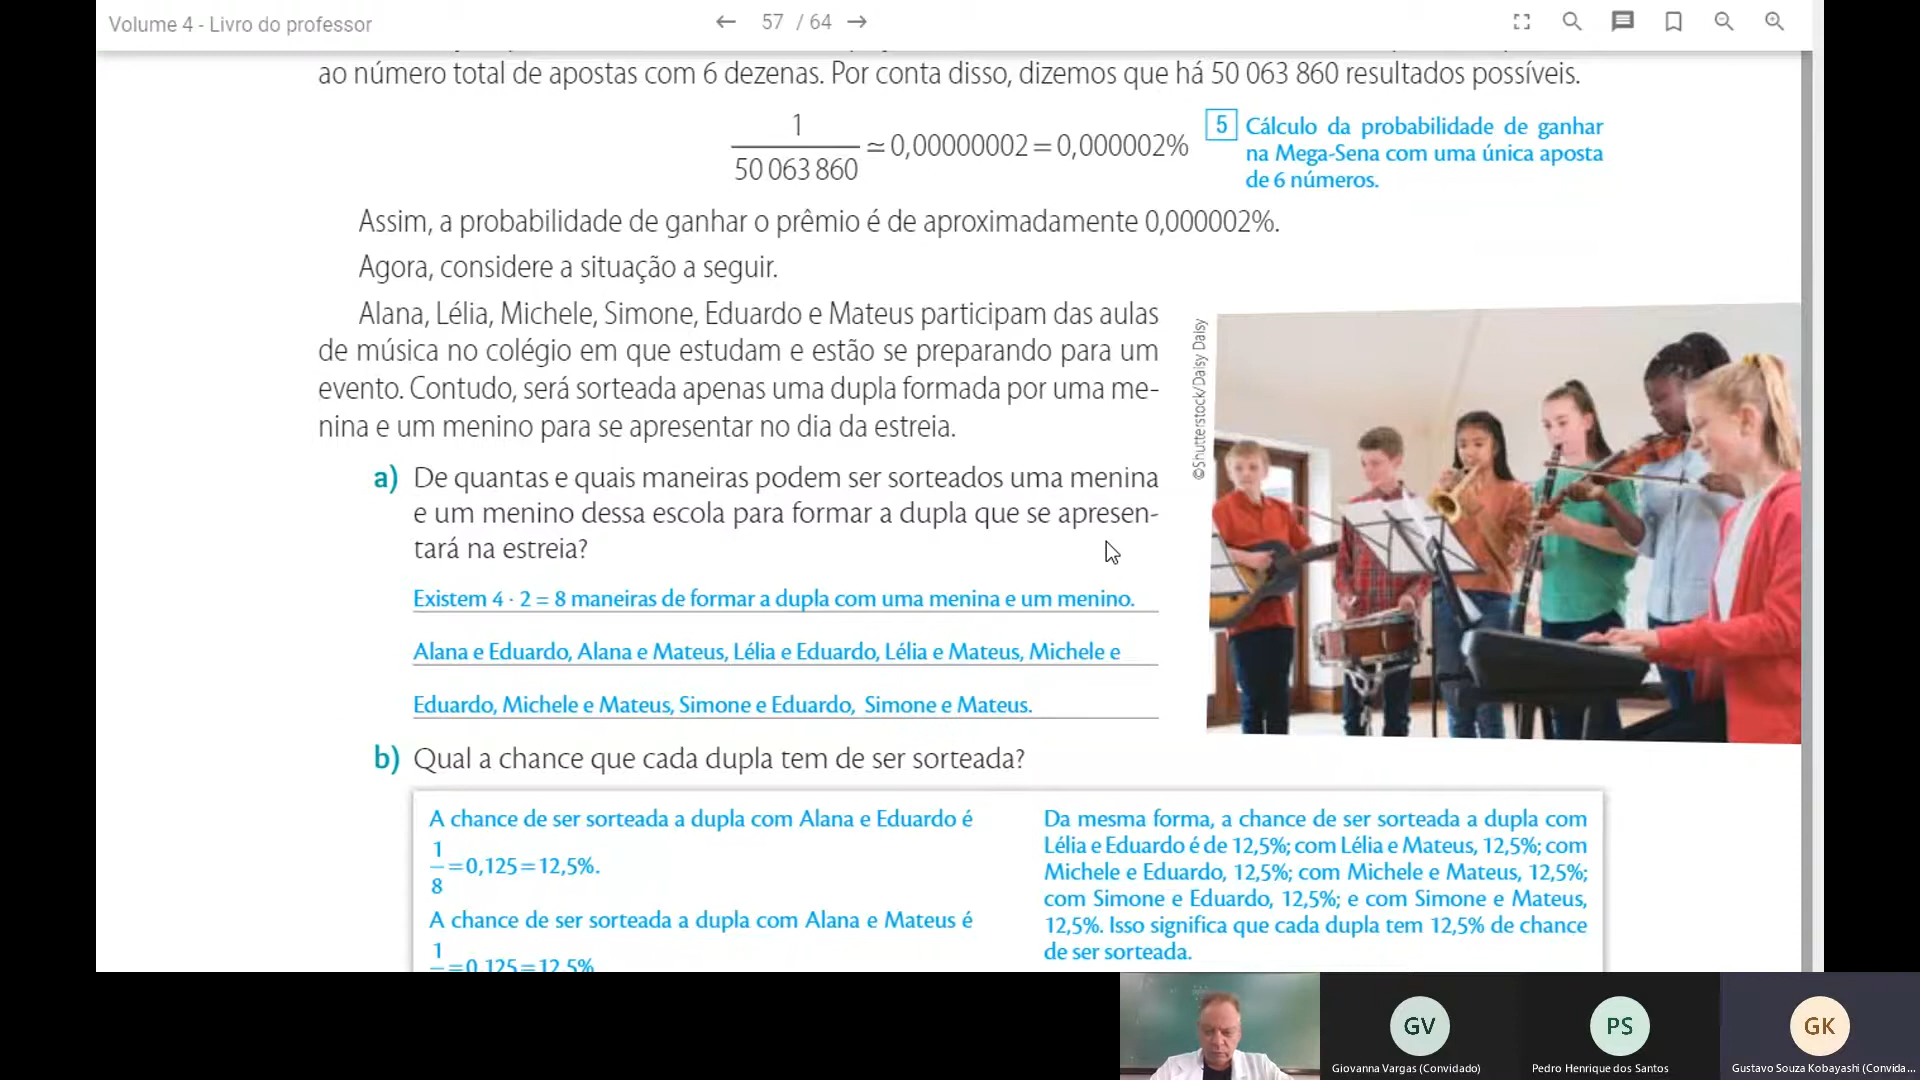 Volume 4 - Livro do professor
57 / 64
ao número total de apostas com 6 dezenas. Por conta disso, dizemos que há 50 063 860 resultados possíveis.
1
50 063 860
≃ 0,00000002 = 0,000002%
5 Cálculo da probabilidade de ganhar
na Mega-Sena com uma única aposta
de 6 números.
Assim, a probabilidade de ganhar o prêmio é de aproximadamente 0,000002%.
Agora, considere a situação a seguir.
Alana, Lélia, Michele, Simone, Eduardo e Mateus participam das aulas
de música no colégio em que estudam e estão se preparando para um
evento. Contudo, será sorteada apenas uma dupla formada por uma me-
nina e um menino para se apresentar no dia da estreia.
©Shutterstock/Daisy Daisy
a) De quantas e quais maneiras podem ser sorteados uma menina
e um menino dessa escola para formar a dupla que se apresen-
tará na estreia?
Existem 4 · 2 = 8 maneiras de formar a dupla com uma menina e um menino.
Alana e Eduardo, Alana e Mateus, Lélia e Eduardo, Lélia e Mateus, Michele e
Eduardo, Michele e Mateus, Simone e Eduardo, Simone e Mateus.
b) Qual a chance que cada dupla tem de ser sorteada?
A chance de ser sorteada a dupla com Alana e Eduardo é
1
8
=0,125=12,5%.
A chance de ser sorteada a dupla com Alana e Mateus é
1
=0,125=12,5%
Da mesma forma, a chance de ser sorteada a dupla com
Lélia e Eduardo é de 12,5%; com Lélia e Mateus, 12,5%; com
Michele e Eduardo, 12,5%; com Michele e Mateus, 12,5%;
com Simone e Eduardo, 12,5%; e com Simone e Mateus,
12,5%. Isso significa que cada dupla tem 12,5% de chance
de ser sorteada.
GV
Giovanna Vargas (Convidado)
PS
Pedro Henrique dos Santos
GK
Gustavo Souza Kobayashi (Convida...